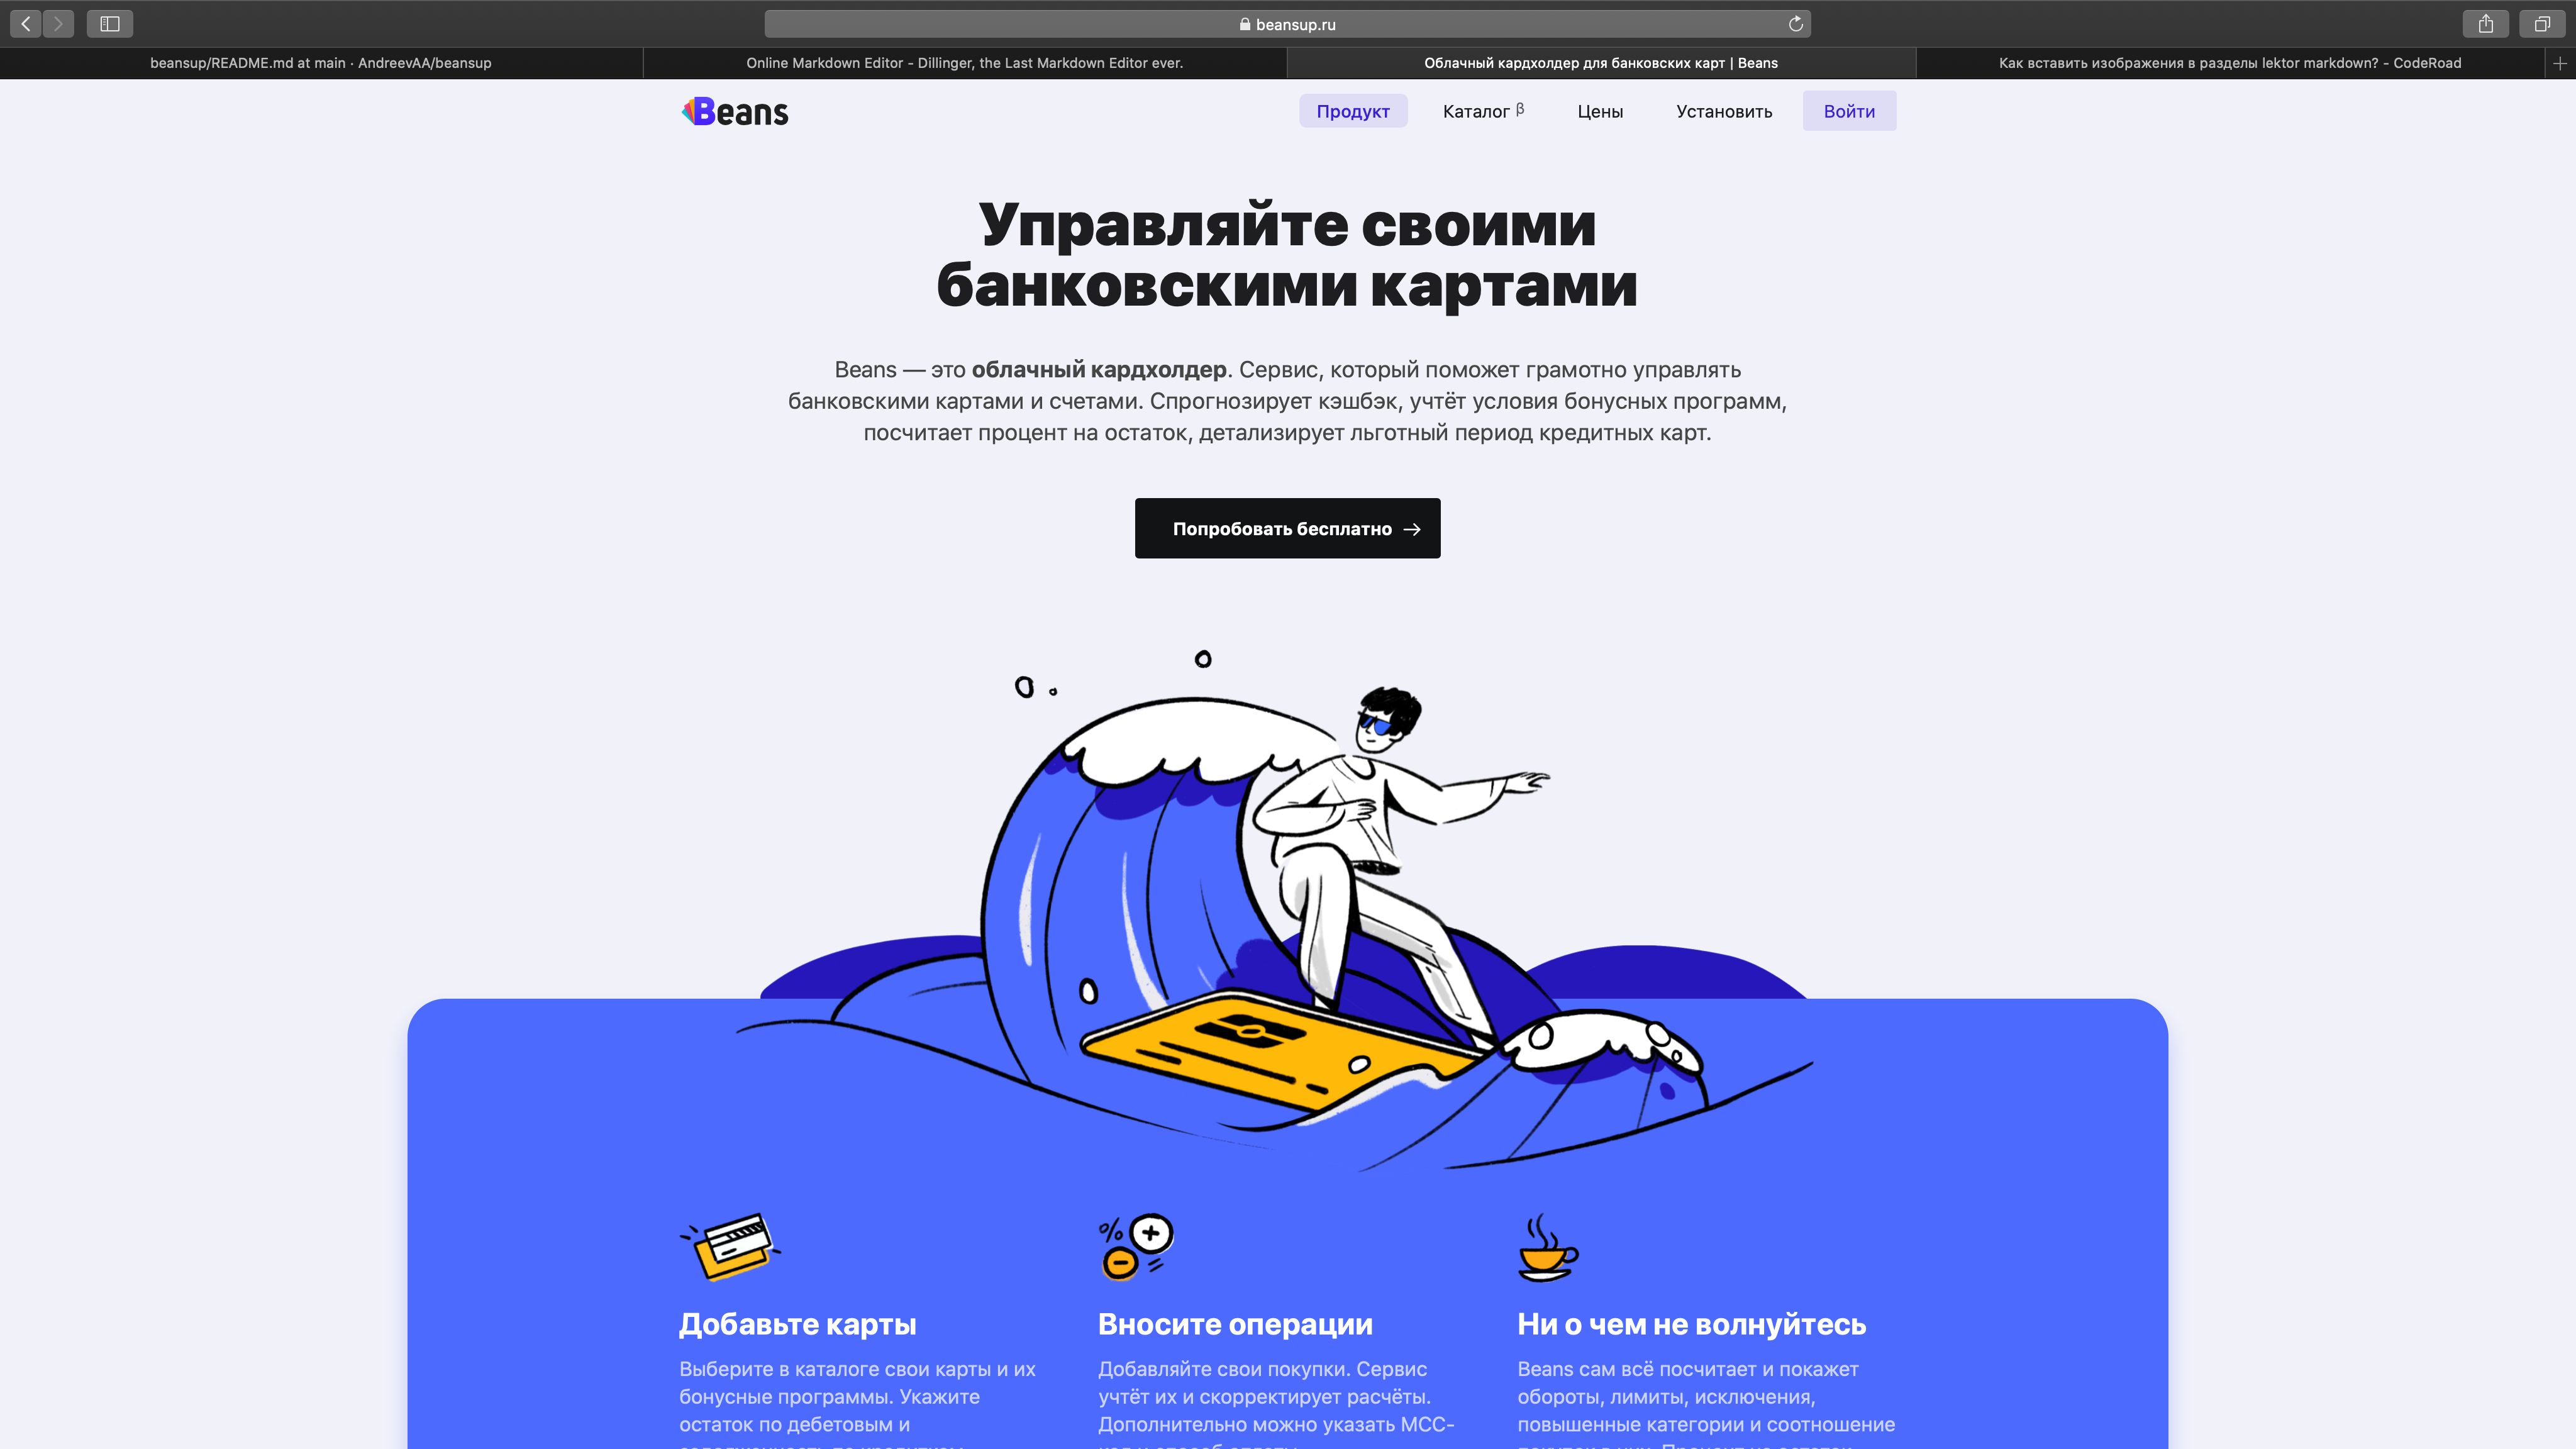 beansup.ru
beansup/README.md at main · AndreevAA/beansup
Online Markdown Editor - Dillinger, the Last Markdown Editor ever.
Облачный кардхолдер для банковских карт | Beans
Как вставить изображения в разделы lektor markdown? - CodeRoad
Beans
Продукт
Каталог β
Цены
Установить
Войти
Управляйте своими
банковскими картами
Beans — это облачный кардхолдер. Сервис, который поможет грамотно управлять
банковскими картами и счетами. Спрогнозирует кэшбэк, учтёт условия бонусных программ,
посчитает процент на остаток, детализирует льготный период кредитных карт.
Попробовать бесплатно →
Добавьте карты
Выберите в каталоге свои карты и их
бонусные программы. Укажите
остаток по дебетовым и
Вносите операции
Добавляйте свои покупки. Сервис
учтёт их и скорректирует расчёты.
Дополнительно можно указать MCC-
Ни о чем не волнуйтесь
Beans сам всё посчитает и покажет
обороты, лимиты, исключения,
повышенные категории и соотношение